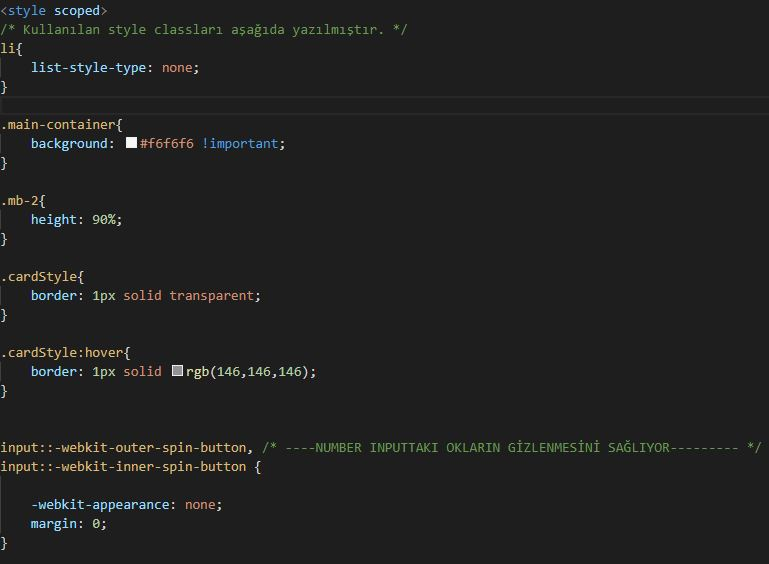 <style scoped>
/* Kullanılan style classları aşağıda yazılmıştır. */
li{
    list-style-type: none;
}
.main-container{
    background: #f6f6f6 !important;
}
.mb-2{
    height: 90%;
}
.cardStyle{
    border: 1px solid transparent;
}
.cardStyle:hover{
    border: 1px solid rgb(146,146,146);
}
input::-webkit-outer-spin-button, /* ----NUMBER INPUTTAKI OKLARIN GİZLENMESİNİ SAĞLIYOR--------- */
input::-webkit-inner-spin-button {
    -webkit-appearance: none;
    margin: 0;
}